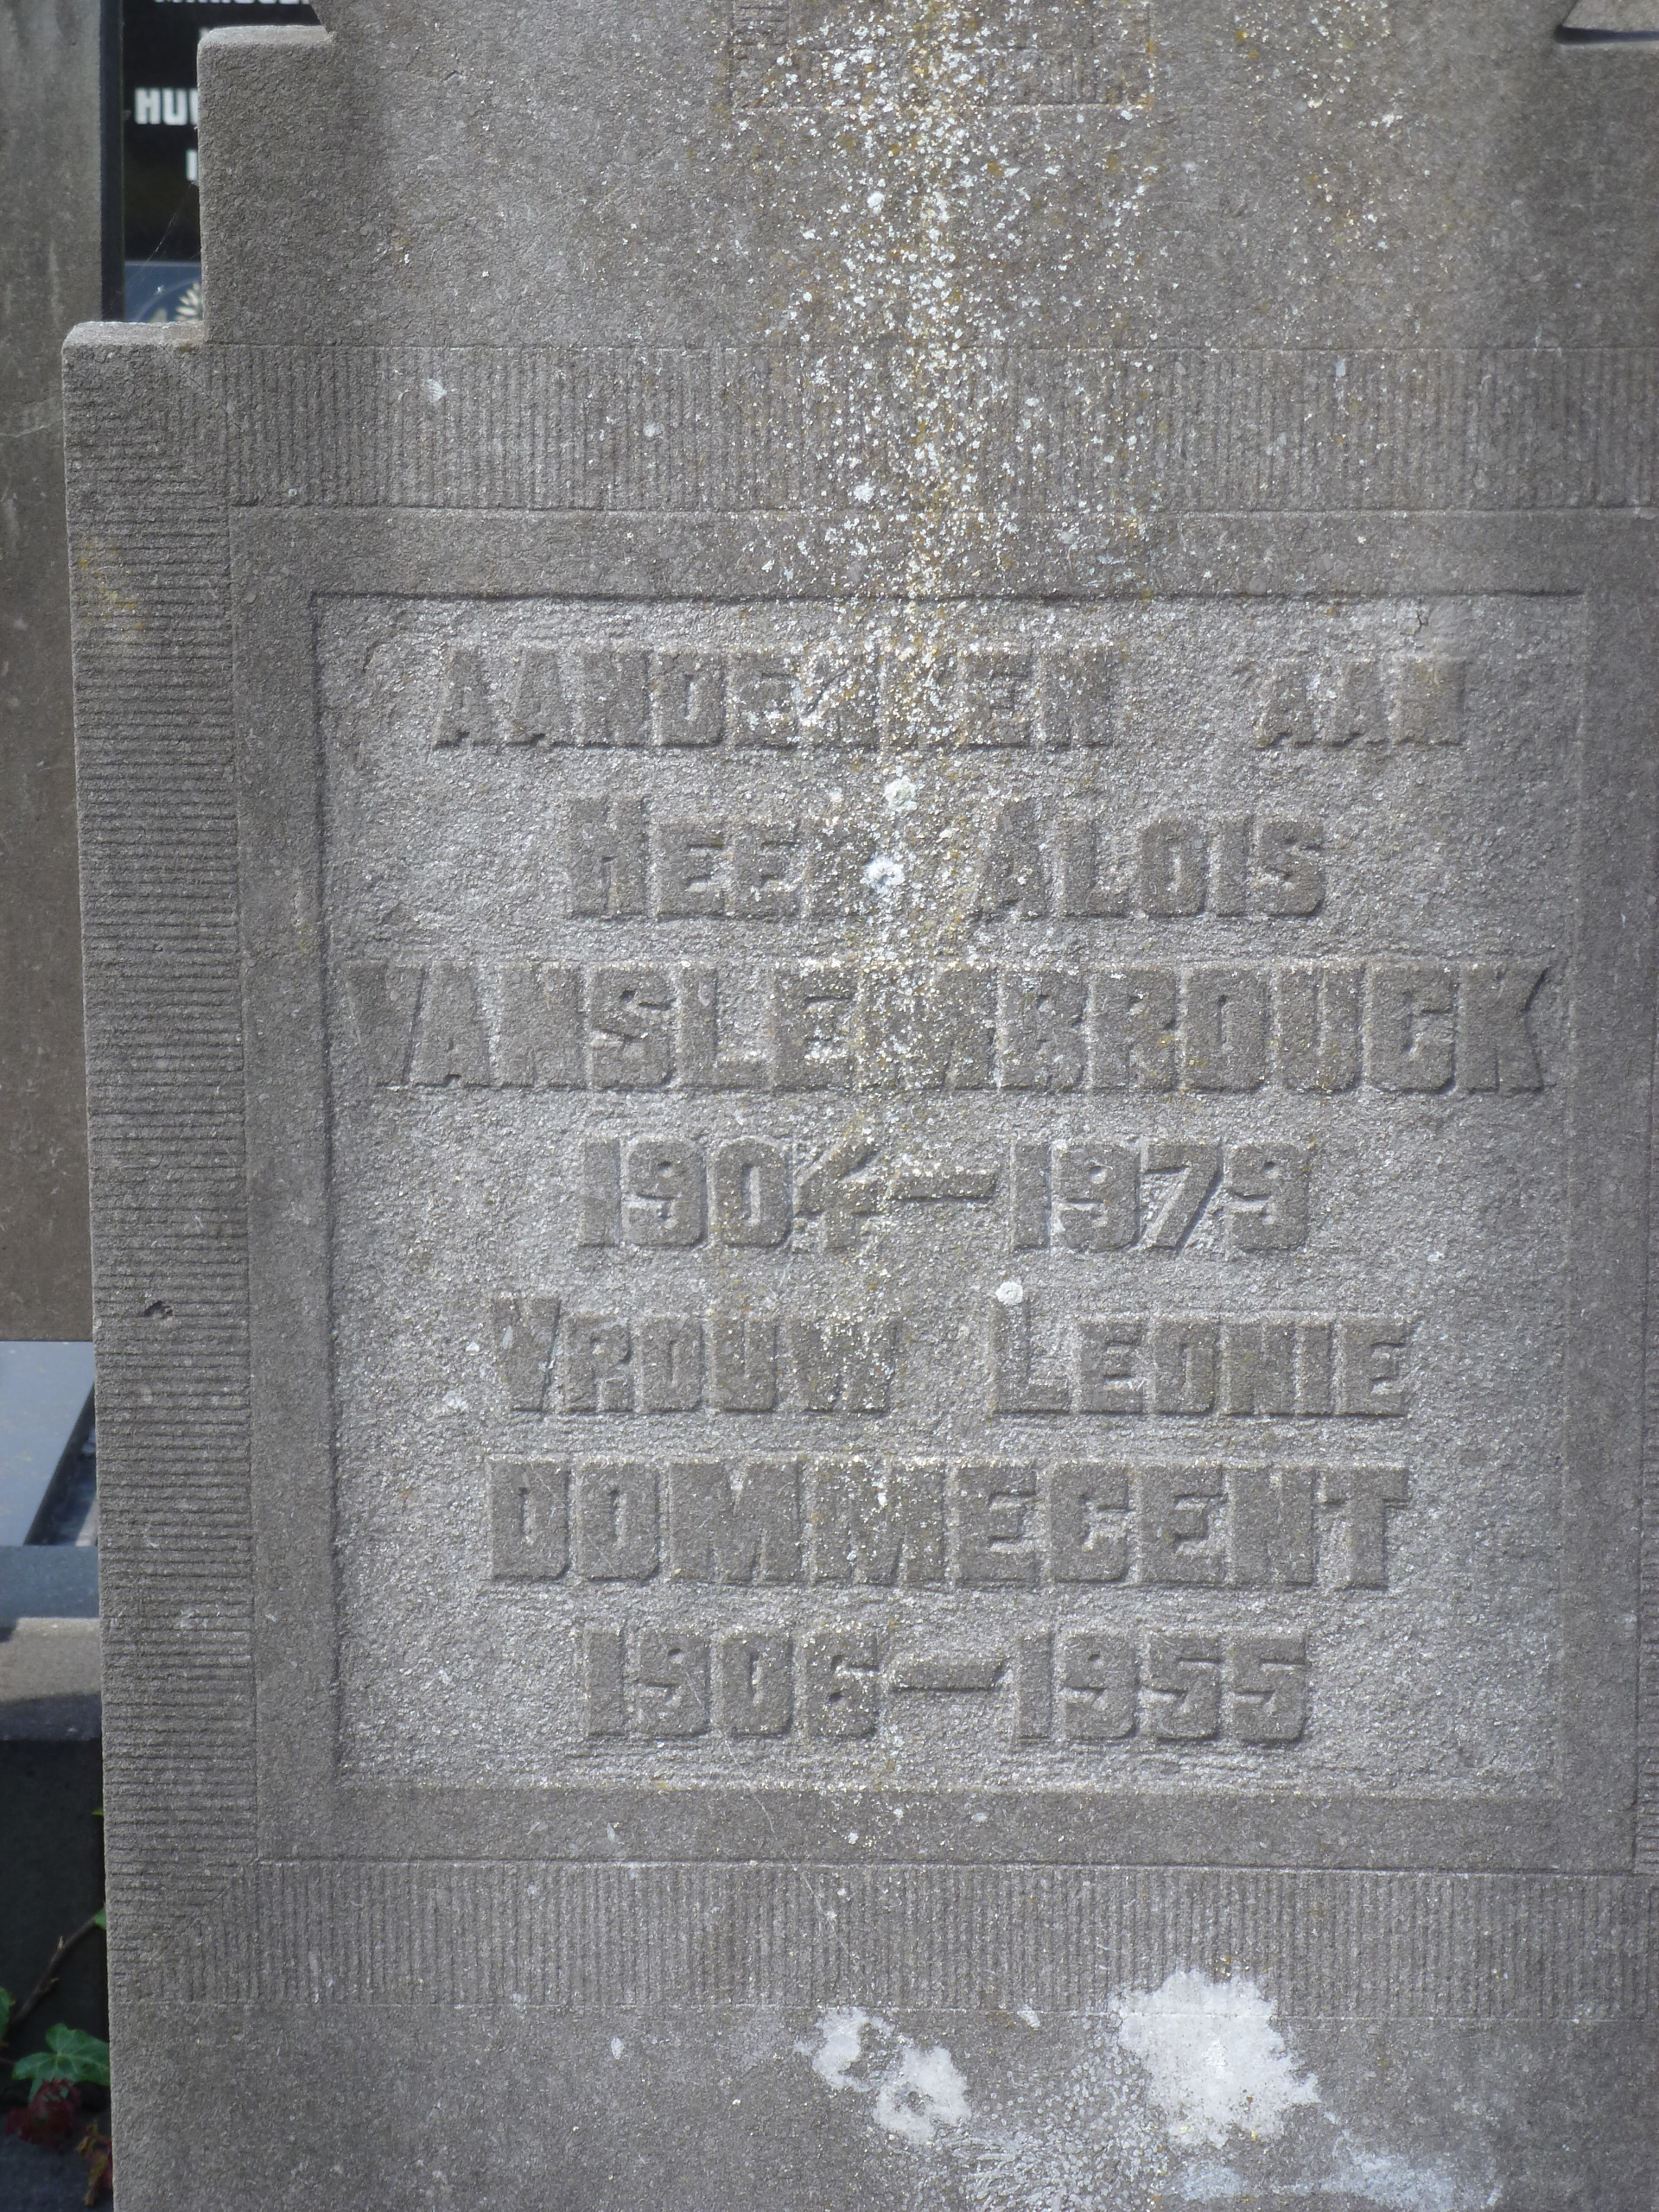 AANDENKEN AAN
HEER ALOIS
VANSLEMBROUCK
1904—1979
VROUW LEONIE
DOMMECENT
1906—1955